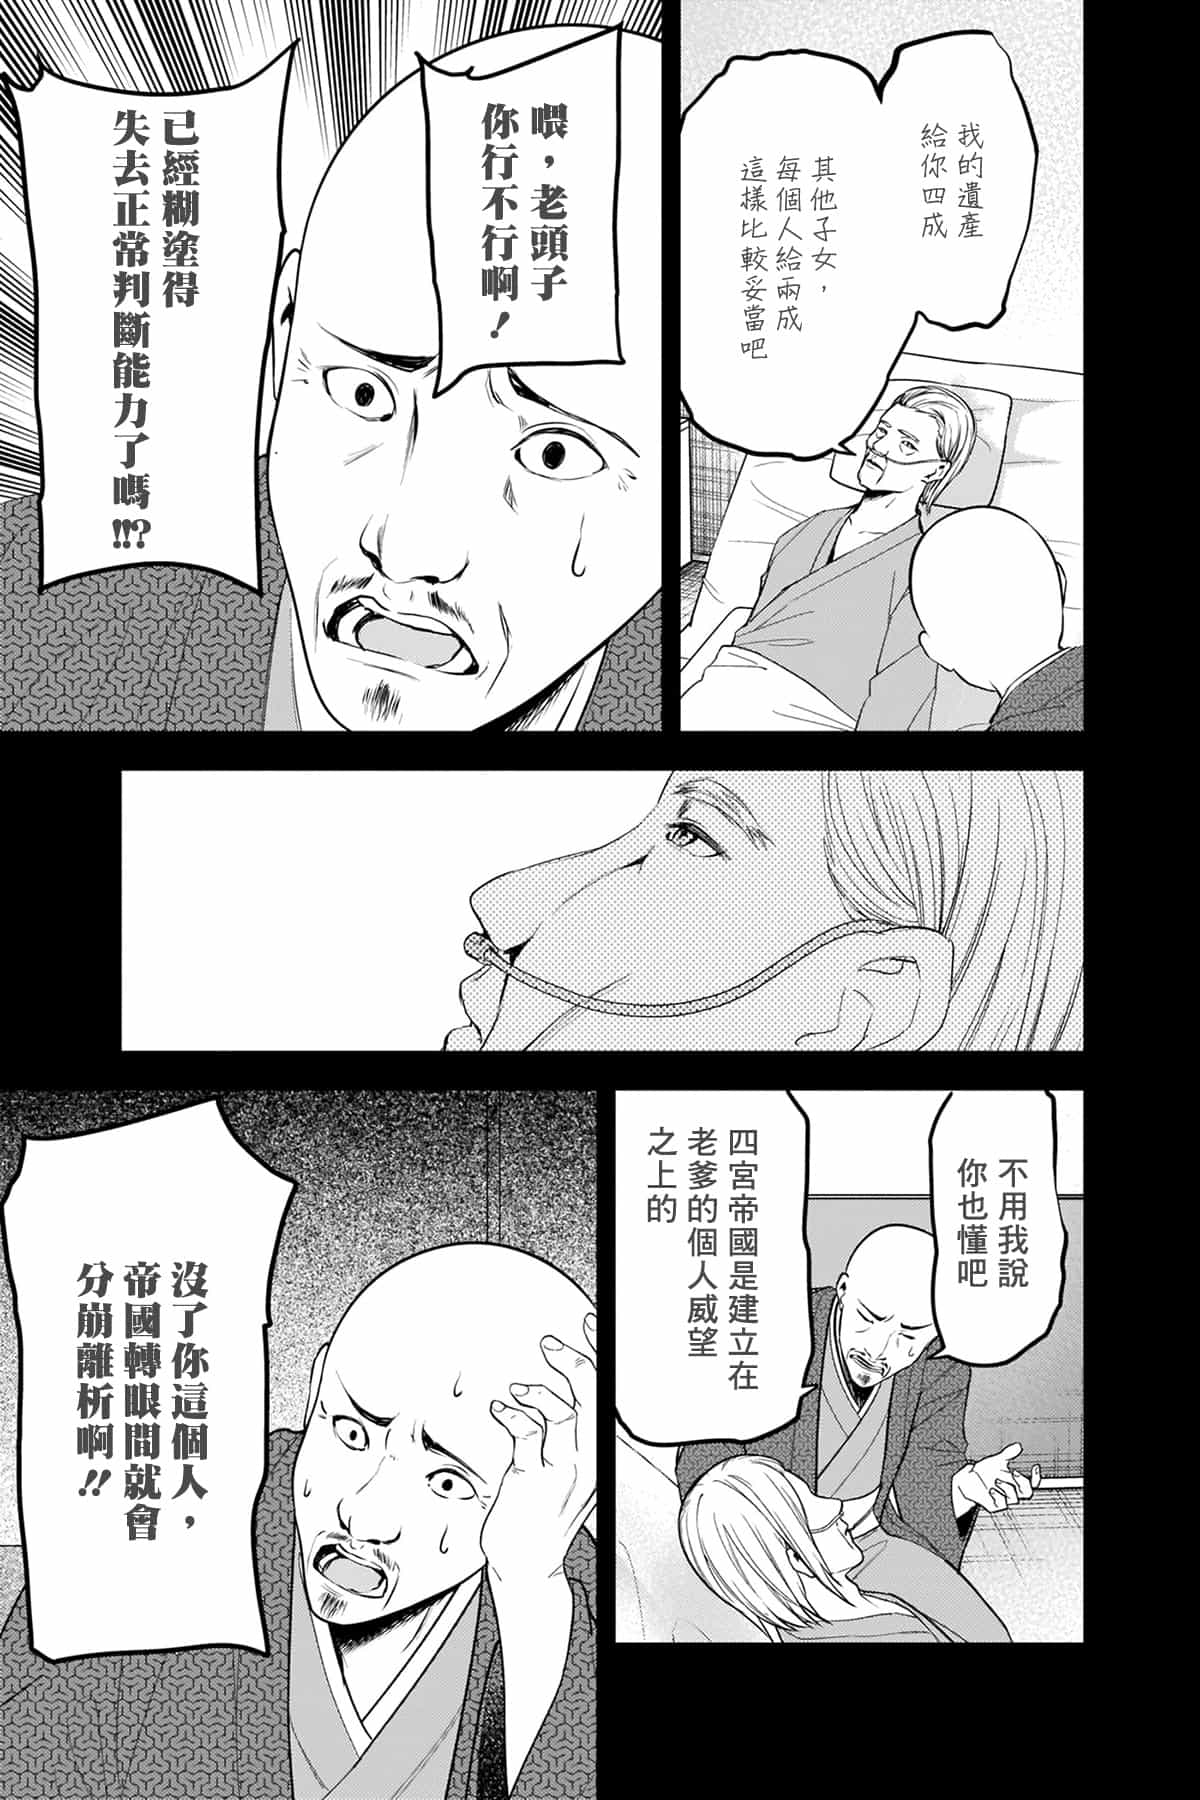 我的遺產
給你四成
其他子女，
每個人給兩成
這樣比較妥當吧
喂，老頭子
你行不行啊！
已經糊塗得
失去正常判斷能力了嗎!!?
不用我說
你也懂吧
四宮帝國是建立在
老爹的個人威望
之上的
沒了你這個人，
帝國轉眼間就會
分崩離析啊!!